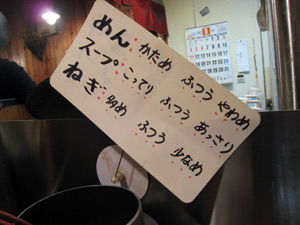 めん かため ふつう やわめ
スープ こってり ふつう あっさり
ねぎ 多め ふつう 少なめ